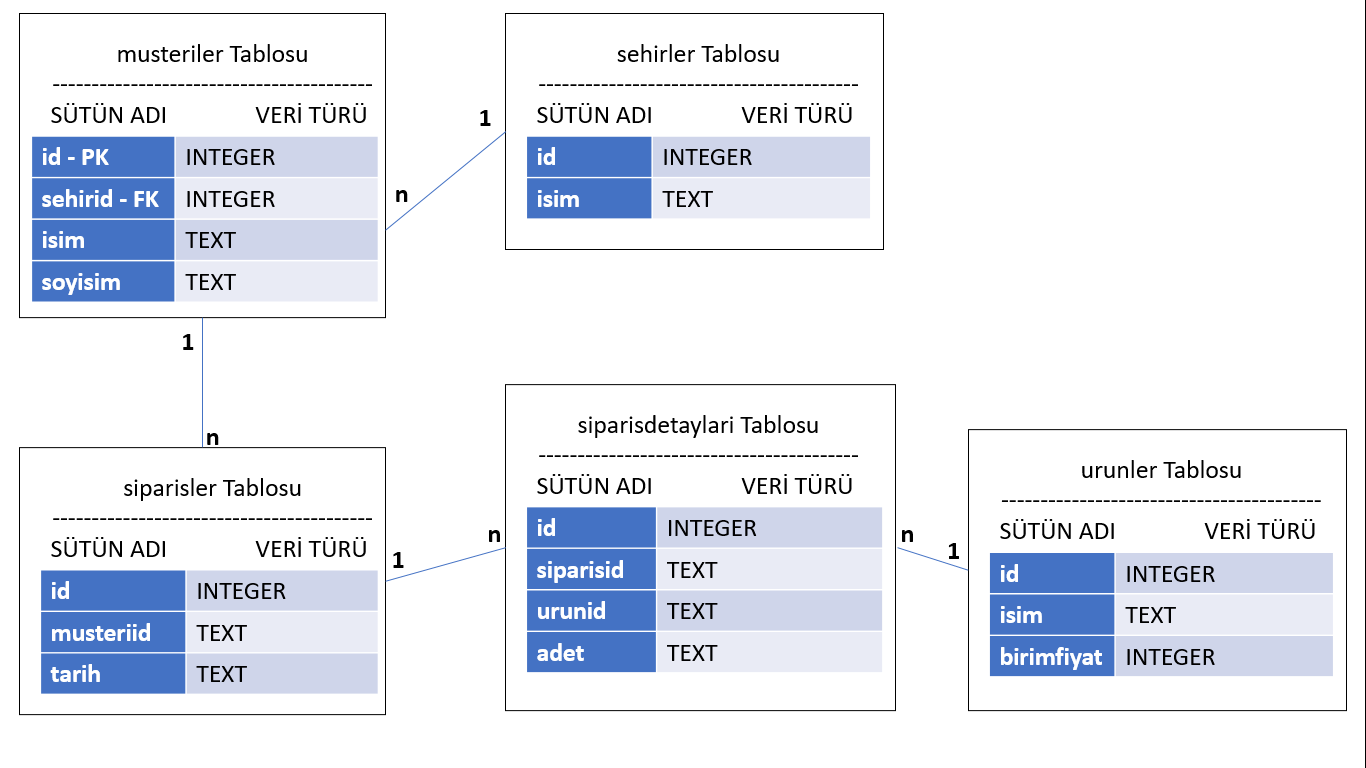 musteriler Tablosu
-----------------------------------------
SÜTÜN ADI VERİ TÜRÜ
id - PK INTEGER
sehirid - FK INTEGER
isim TEXT
soyisim TEXT
sehirler Tablosu
-----------------------------------------
SÜTÜN ADI VERİ TÜRÜ
id INTEGER
isim TEXT
1
n
1
n
siparisler Tablosu
-----------------------------------------
SÜTÜN ADI VERİ TÜRÜ
id INTEGER
musteriid TEXT
tarih TEXT
1
n
siparisdetaylari Tablosu
-----------------------------------------
SÜTÜN ADI VERİ TÜRÜ
id INTEGER
siparisid TEXT
urunid TEXT
adet TEXT
n
1
urunler Tablosu
-----------------------------------------
SÜTÜN ADI VERİ TÜRÜ
id INTEGER
isim TEXT
birimfiyat INTEGER